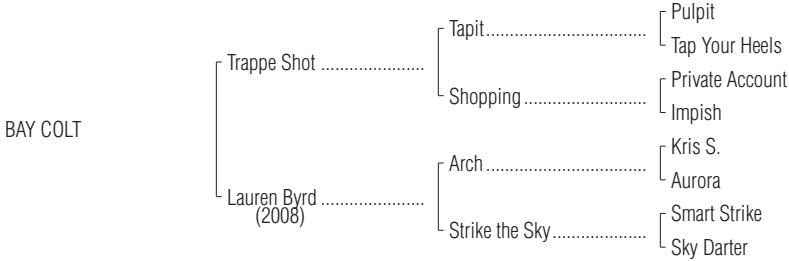 Pulpit
Tapit..................................
Tap Your Heels
Trappe Shot ......................
Private Account
Shopping..........................
Impish
BAY COLT
Kris S.
Arch..................................
Aurora
Lauren Byrd ......................
(2008)
Smart Strike
Strike the Sky....................
Sky Darter